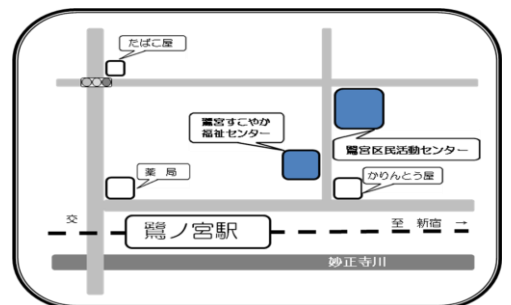 たばこ屋
鷺宮すこやか
福祉センター
鷺宮区民活動センター
薬 局
かりんとう屋
交
鷺ノ宮駅
至 新宿 →
妙正寺川